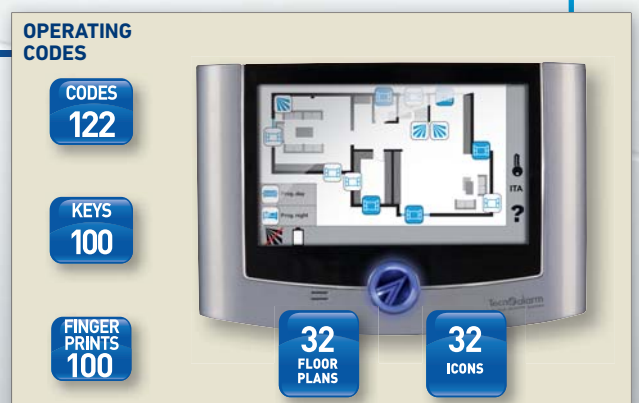 OPERATING
CODES
CODES
122
KEYS
100
FINGER
PRINTS
100
Prog.day
Prog.night
ITA
?
Tecnoalarm
32
FLOOR
PLANS
32
ICONS